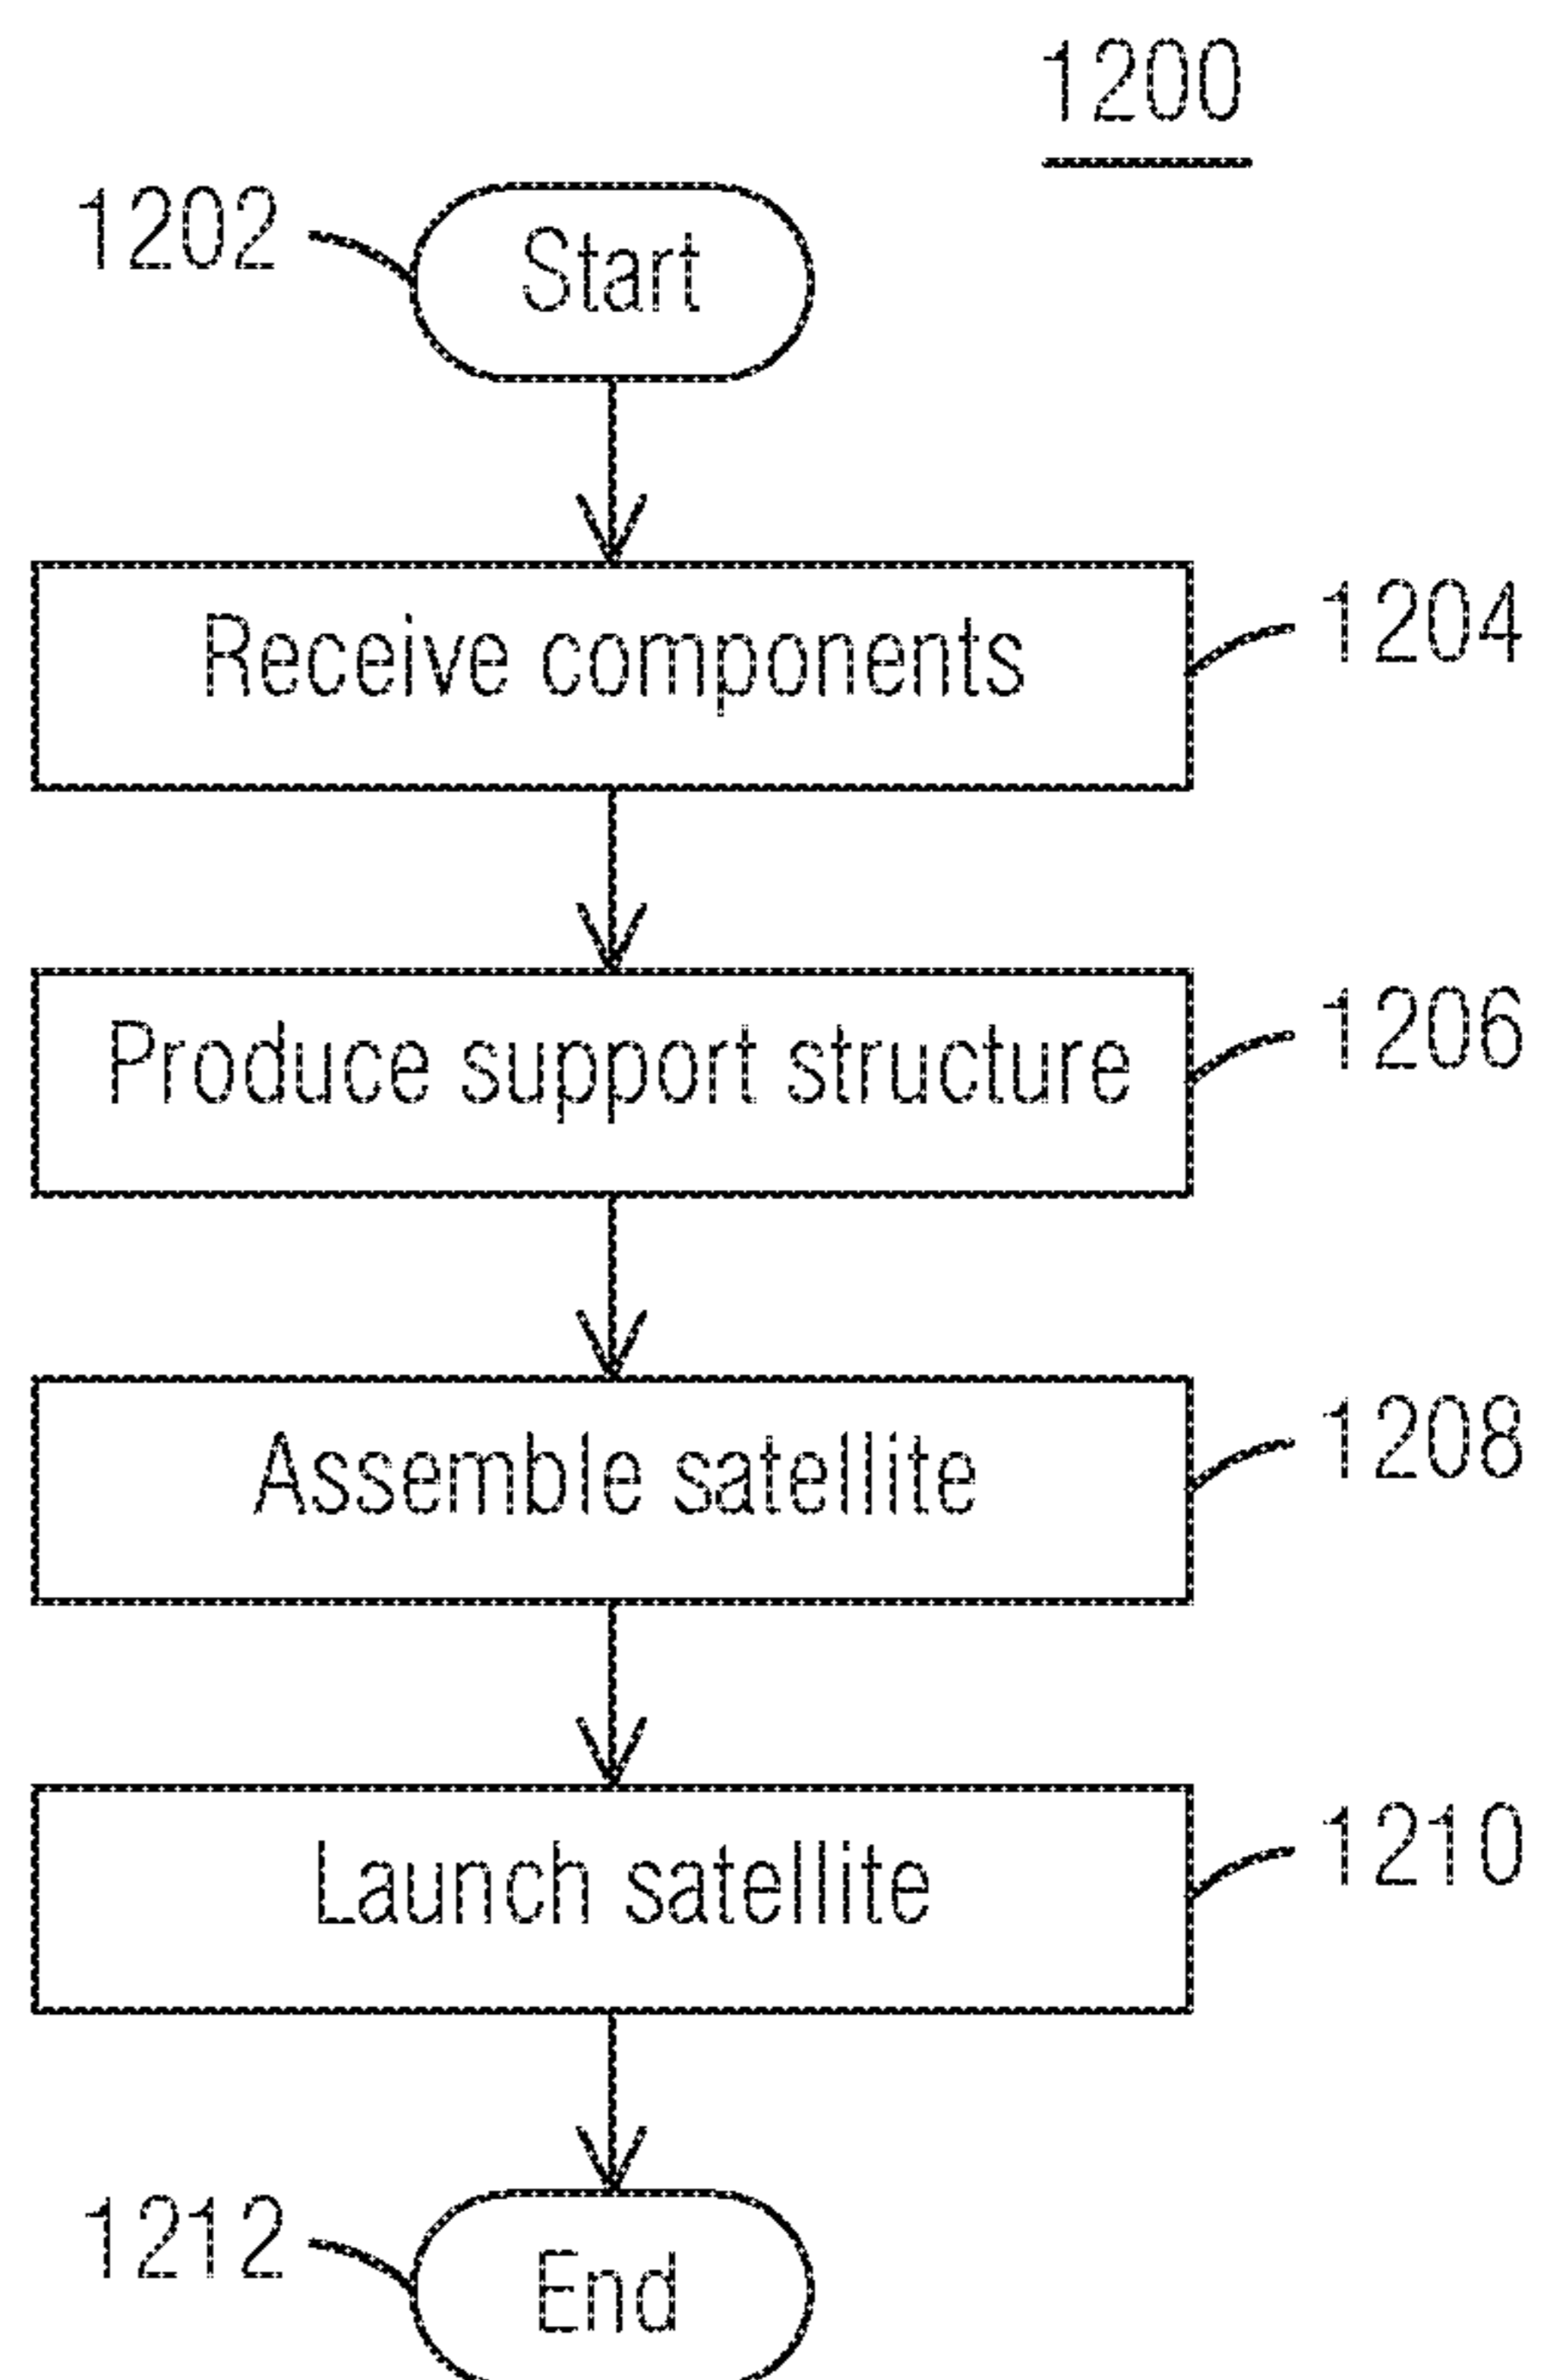 1200
1202
Start
Receive components
1204
Produce support structure
1206
Assemble satellite
1208
Launch satellite
1210
1212
End